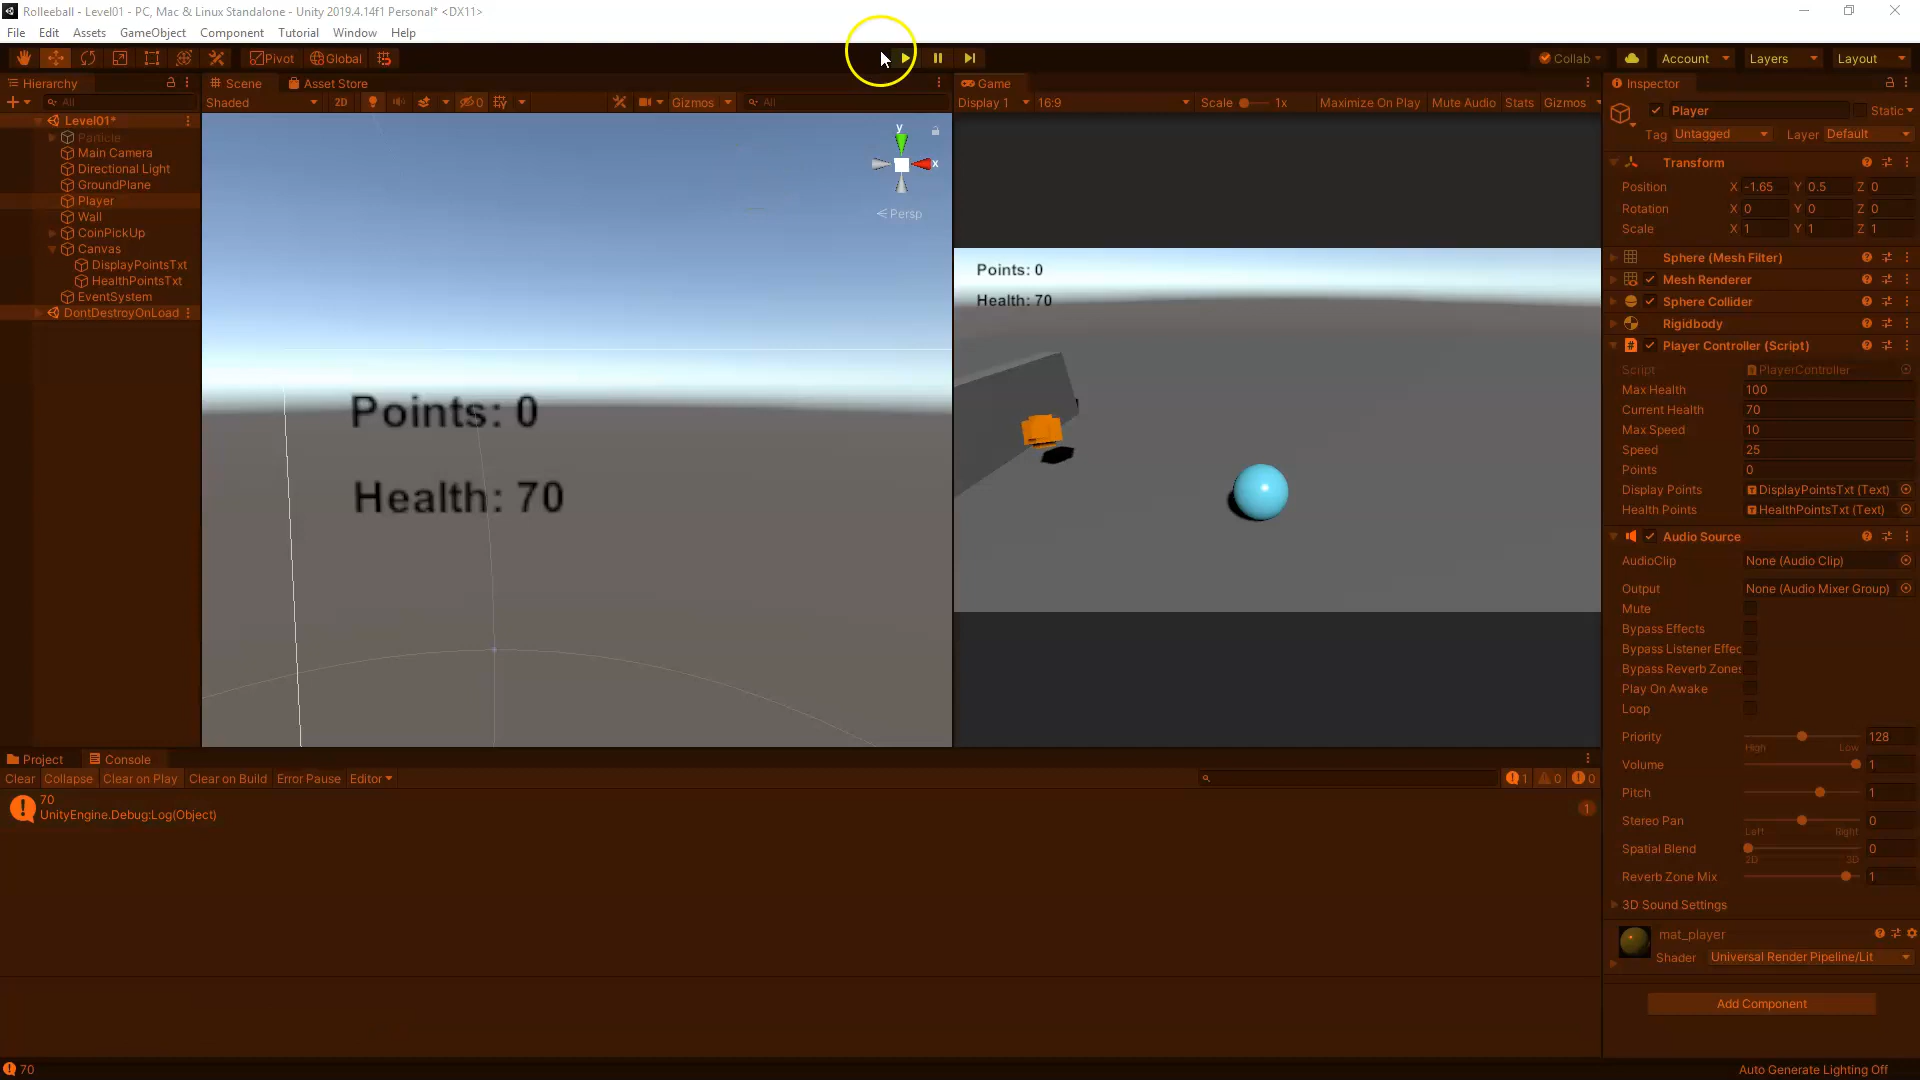 Rolleeball - Level01 - PC, Mac & Linux Standalone - Unity 2019.4.14f1 Personal* <DX11>
File Edit Assets GameObject Component Tutorial Window Help
Pivot Global Collab Account Layers Layout
Hierarchy
All
Level01*
Particle
Main Camera
Directional Light
GroundPlane
Player
Wall
CoinPickUp
Canvas
DisplayPointsTxt
HealthPointsTxt
EventSystem
DontDestroyOnLoad
Scene Asset Store
Shaded 2D 0 Gizmos All
y
x
Persp
Points: 0
Health: 70
Game
Display 1 16:9 Scale 1x Maximize On Play Mute Audio Stats Gizmos
Points: 0
Health: 70
Inspector
Player Static
Tag Untagged Layer Default
Transform
Position X -1.65 Y 0.5 Z 0
Rotation X 0 Y 0 Z 0
Scale X 1 Y 1 Z 1
Sphere (Mesh Filter)
Mesh Renderer
Sphere Collider
Rigidbody
Player Controller (Script)
Script PlayerController
Max Health 100
Current Health 70
Max Speed 10
Speed 25
Points 0
Display Points DisplayPointsTxt (Text)
Health Points HealthPointsTxt (Text)
Audio Source
AudioClip None (Audio Clip)
Output None (Audio Mixer Group)
Mute
Bypass Effects
Bypass Listener Effec
Bypass Reverb Zones
Play On Awake
Loop
Priority 128
High Low
Volume 1
Pitch 1
Stereo Pan 0
Left Right
Spatial Blend 0
2D 3D
Reverb Zone Mix 1
3D Sound Settings
mat_player
Shader Universal Render Pipeline/Lit
Add Component
Project Console
Clear Collapse Clear on Play Clear on Build Error Pause Editor 1 0 0
70
UnityEngine.Debug:Log(Object)
1
70
Auto Generate Lighting Off